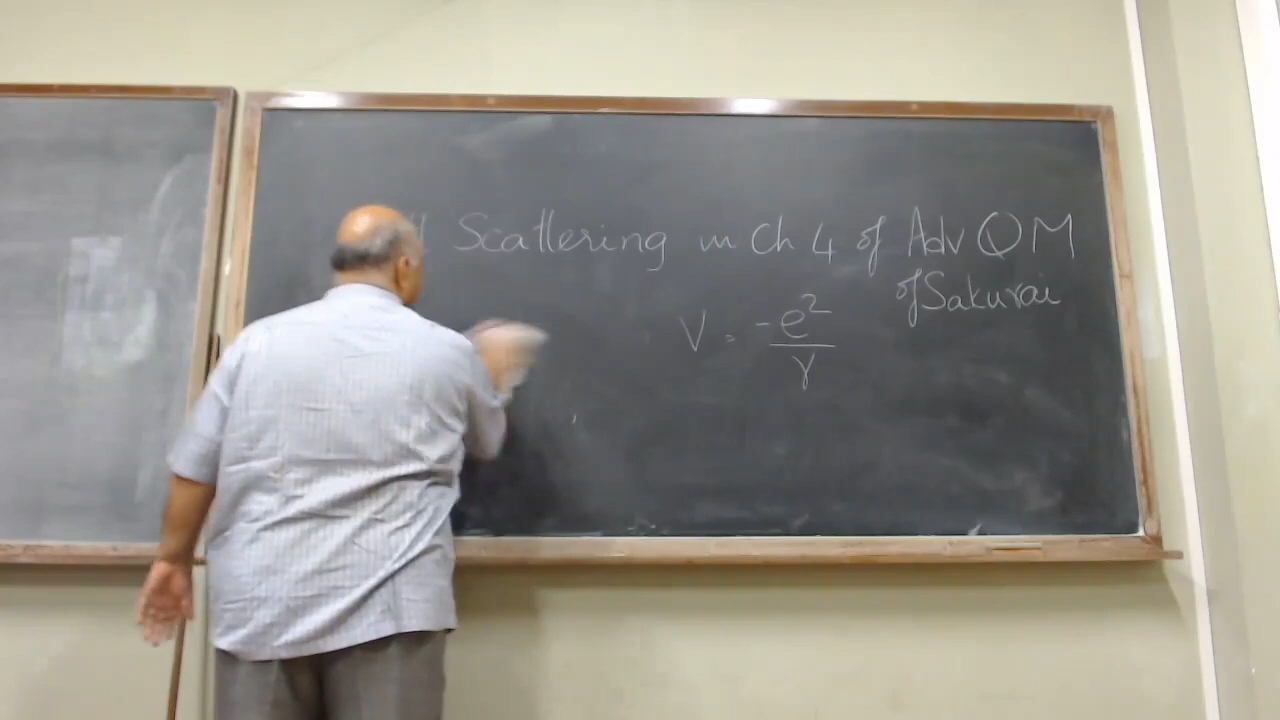 Scattering in Ch 4 of Adv QM
of Sakurai
V = -e²/r